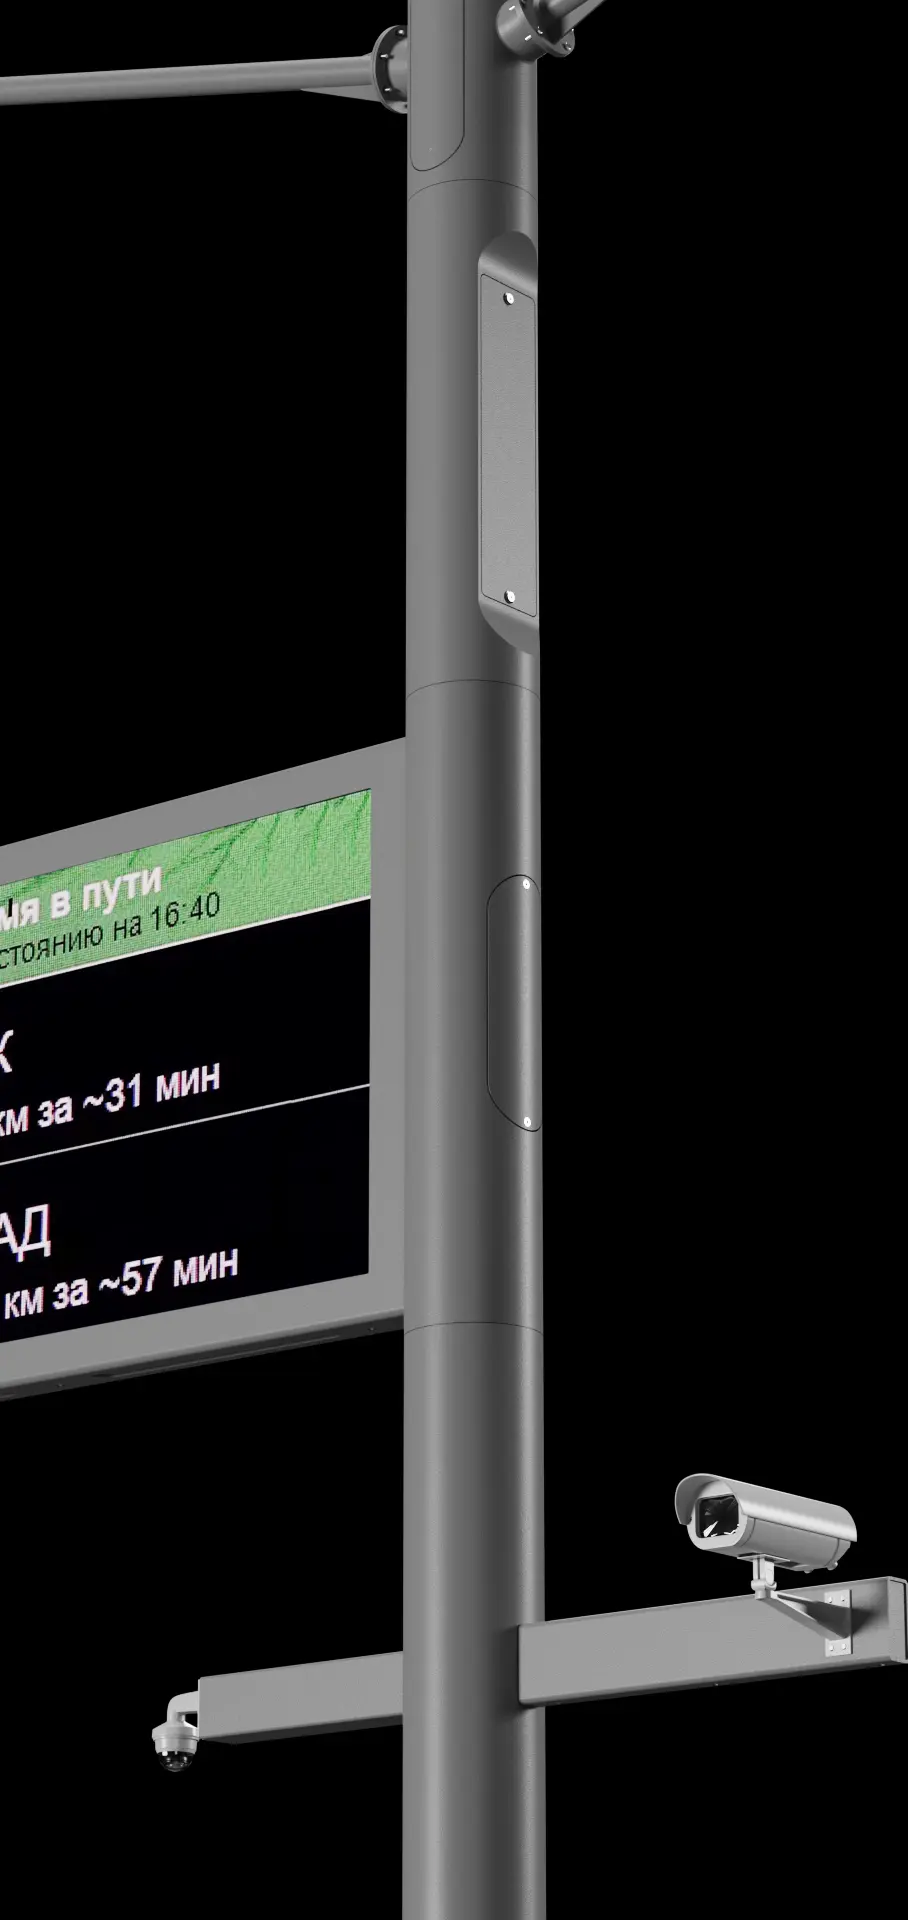 мя в пути
стоянию на 16:40
К
км за ~31 мин
АД
км за ~57 мин